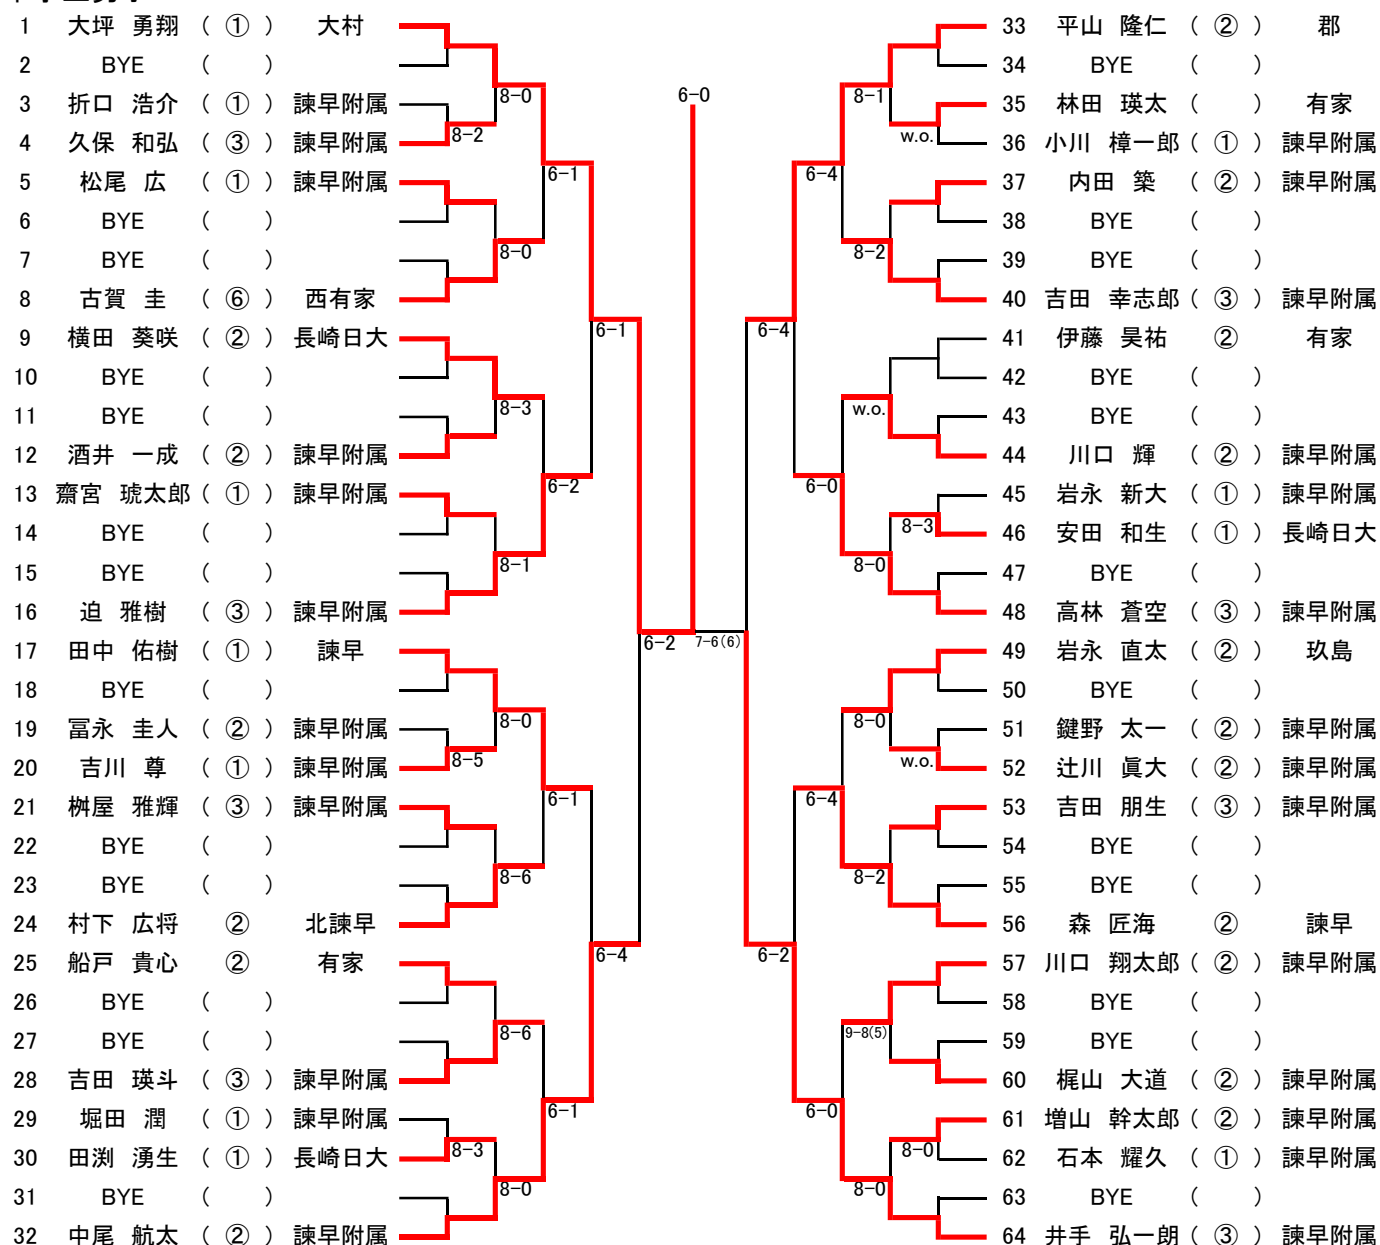 1 大坪 勇翔 ( ① ) 大村
2 BYE ( )
3 折口 浩介 ( ① ) 諫早附属
4 久保 和弘 ( ③ ) 諫早附属
5 松尾 広 ( ① ) 諫早附属
6 BYE ( )
7 BYE ( )
8 古賀 圭 ( ⑥ ) 西有家
9 横田 葵咲 ( ② ) 長崎日大
10 BYE ( )
11 BYE ( )
12 酒井 一成 ( ② ) 諫早附属
13 齋宮 琥太郎 ( ① ) 諫早附属
14 BYE ( )
15 BYE ( )
16 迫 雅樹 ( ③ ) 諫早附属
17 田中 佑樹 ( ① ) 諫早
18 BYE ( )
19 冨永 圭人 ( ② ) 諫早附属
20 吉川 尊 ( ① ) 諫早附属
21 桝屋 雅輝 ( ③ ) 諫早附属
22 BYE ( )
23 BYE ( )
24 村下 広将 ② 北諫早
25 船戸 貴心 ② 有家
26 BYE ( )
27 BYE ( )
28 吉田 瑛斗 ( ③ ) 諫早附属
29 堀田 潤 ( ① ) 諫早附属
30 田渕 湧生 ( ① ) 長崎日大
31 BYE ( )
32 中尾 航太 ( ② ) 諫早附属
8-2
8-5
8-3
8-0
8-0
8-3
8-1
8-0
8-6
8-6
8-0
6-1
6-2
6-1
6-1
6-1
6-4
6-2
6-0
7-6(6)
6-4
6-2
6-4
6-0
6-4
6-0
8-1
8-2
w.o.
8-0
8-0
8-2
9-8(5)
8-0
w.o.
8-3
w.o.
8-0
33 平山 隆仁 ( ② ) 郡
34 BYE ( )
35 林田 瑛太 ( ) 有家
36 小川 樟一郎 ( ① ) 諫早附属
37 内田 築 ( ② ) 諫早附属
38 BYE ( )
39 BYE ( )
40 吉田 幸志郎 ( ③ ) 諫早附属
41 伊藤 昊祐 ② 有家
42 BYE ( )
43 BYE ( )
44 川口 輝 ( ② ) 諫早附属
45 岩永 新大 ( ① ) 諫早附属
46 安田 和生 ( ① ) 長崎日大
47 BYE ( )
48 高林 蒼空 ( ③ ) 諫早附属
49 岩永 直太 ( ② ) 玖島
50 BYE ( )
51 鍵野 太一 ( ② ) 諫早附属
52 辻川 眞大 ( ② ) 諫早附属
53 吉田 朋生 ( ③ ) 諫早附属
54 BYE ( )
55 BYE ( )
56 森 匠海 ② 諫早
57 川口 翔太郎 ( ② ) 諫早附属
58 BYE ( )
59 BYE ( )
60 梶山 大道 ( ② ) 諫早附属
61 増山 幹太郎 ( ② ) 諫早附属
62 石本 耀久 ( ① ) 諫早附属
63 BYE ( )
64 井手 弘一朗 ( ③ ) 諫早附属